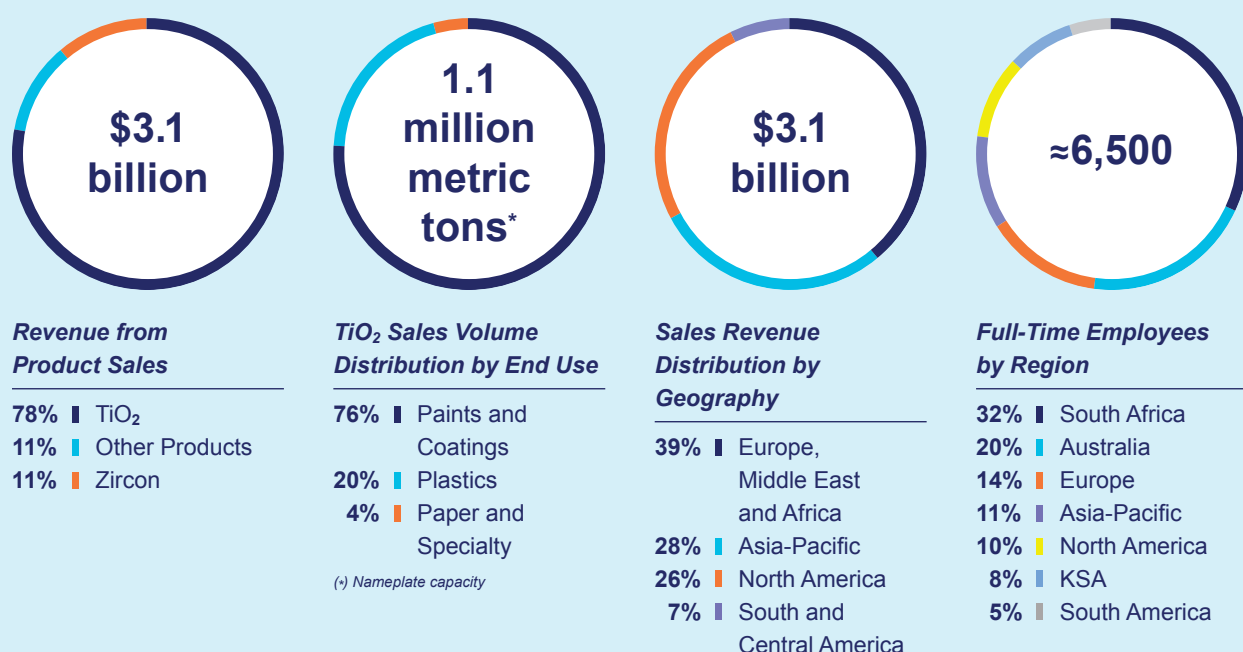 $3.1
billion
Revenue from
Product Sales
78% TiO₂
11% Other Products
11% Zircon
1.1
million
metric
tons*
TiO₂ Sales Volume
Distribution by End Use
76% Paints and
Coatings
20% Plastics
4% Paper and
Specialty
(*) Nameplate capacity
$3.1
billion
Sales Revenue
Distribution by
Geography
39% Europe,
Middle East
and Africa
28% Asia-Pacific
26% North America
7% South and
Central America
≈6,500
Full-Time Employees
by Region
32% South Africa
20% Australia
14% Europe
11% Asia-Pacific
10% North America
8% KSA
5% South America